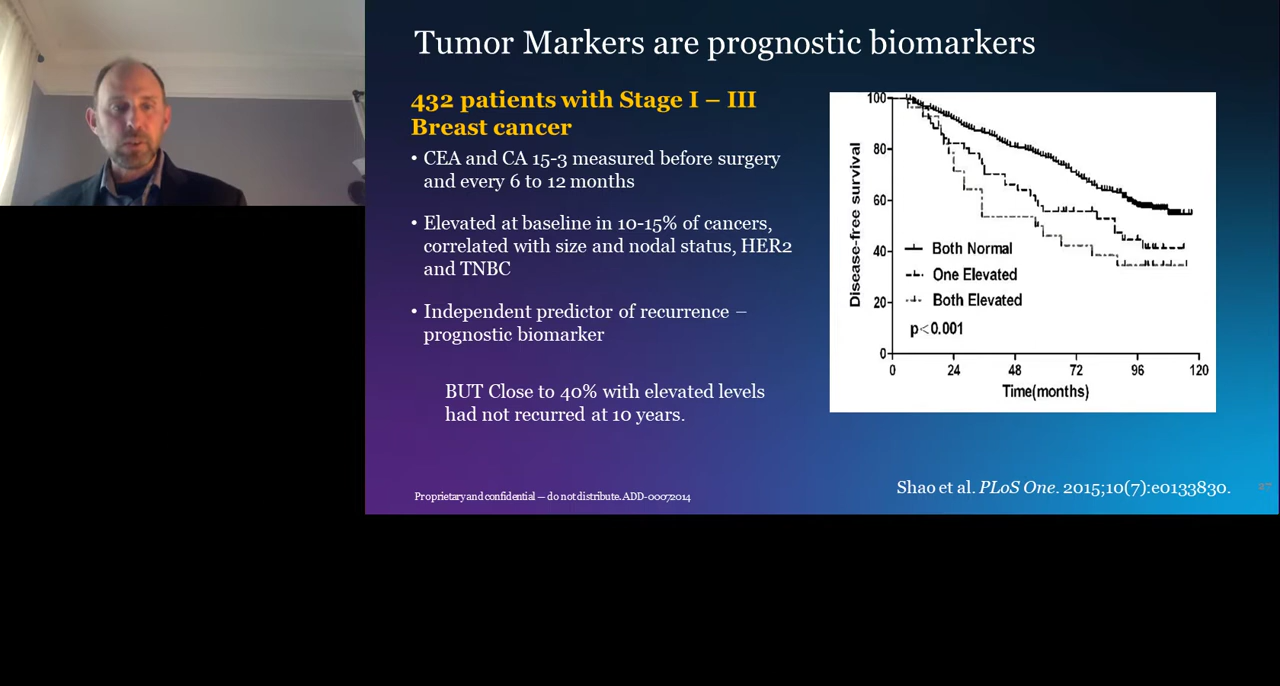 Tumor Markers are prognostic biomarkers
432 patients with Stage I – III
Breast cancer
• CEA and CA 15-3 measured before surgery
and every 6 to 12 months
• Elevated at baseline in 10-15% of cancers,
correlated with size and nodal status, HER2
and TNBC
• Independent predictor of recurrence –
prognostic biomarker
BUT Close to 40% with elevated levels
had not recurred at 10 years.
Disease-free survival
100
80
60
40
20
0
Both Normal
One Elevated
Both Elevated
p<0.001
0 24 48 72 96 120
Time(months)
Proprietary and confidential — do not distribute. ADD-00072014
Shao et al. PLoS One. 2015;10(7):e0133830.
27